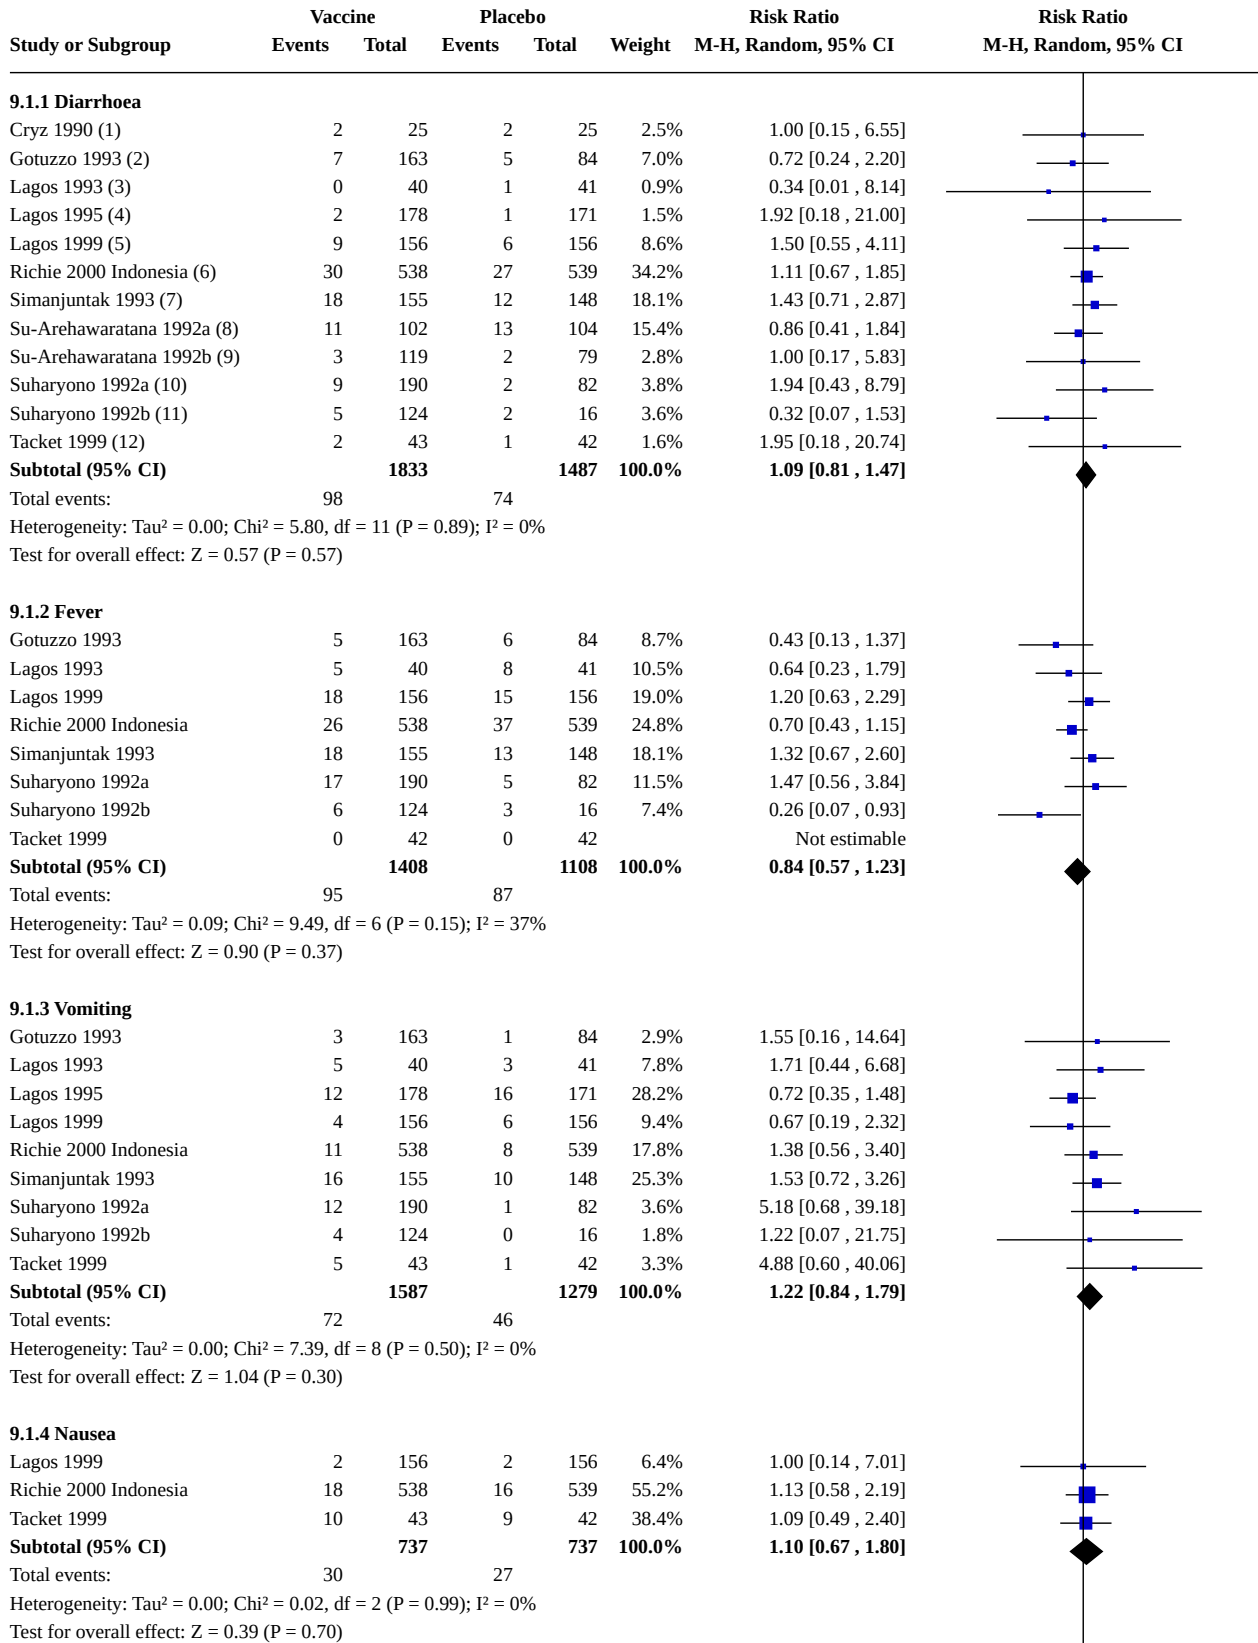 Vaccine Placebo Risk Ratio Risk Ratio
Study or Subgroup Events Total Events Total Weight M-H, Random, 95% CI M-H, Random, 95% CI
9.1.1 Diarrhoea
Cryz 1990 (1) 2 25 2 25 2.5% 1.00 [0.15 , 6.55]
Gotuzzo 1993 (2) 7 163 5 84 7.0% 0.72 [0.24 , 2.20]
Lagos 1993 (3) 0 40 1 41 0.9% 0.34 [0.01 , 8.14]
Lagos 1995 (4) 2 178 1 171 1.5% 1.92 [0.18 , 21.00]
Lagos 1999 (5) 9 156 6 156 8.6% 1.50 [0.55 , 4.11]
Richie 2000 Indonesia (6) 30 538 27 539 34.2% 1.11 [0.67 , 1.85]
Simanjuntak 1993 (7) 18 155 12 148 18.1% 1.43 [0.71 , 2.87]
Su-Arehawaratana 1992a (8) 11 102 13 104 15.4% 0.86 [0.41 , 1.84]
Su-Arehawaratana 1992b (9) 3 119 2 79 2.8% 1.00 [0.17 , 5.83]
Suharyono 1992a (10) 9 190 2 82 3.8% 1.94 [0.43 , 8.79]
Suharyono 1992b (11) 5 124 2 16 3.6% 0.32 [0.07 , 1.53]
Tacket 1999 (12) 2 43 1 42 1.6% 1.95 [0.18 , 20.74]
Subtotal (95% CI) 1833 1487 100.0% 1.09 [0.81 , 1.47]
Total events: 98 74
Heterogeneity: Tau² = 0.00; Chi² = 5.80, df = 11 (P = 0.89); I² = 0%
Test for overall effect: Z = 0.57 (P = 0.57)
9.1.2 Fever
Gotuzzo 1993 5 163 6 84 8.7% 0.43 [0.13 , 1.37]
Lagos 1993 5 40 8 41 10.5% 0.64 [0.23 , 1.79]
Lagos 1999 18 156 15 156 19.0% 1.20 [0.63 , 2.29]
Richie 2000 Indonesia 26 538 37 539 24.8% 0.70 [0.43 , 1.15]
Simanjuntak 1993 18 155 13 148 18.1% 1.32 [0.67 , 2.60]
Suharyono 1992a 17 190 5 82 11.5% 1.47 [0.56 , 3.84]
Suharyono 1992b 6 124 3 16 7.4% 0.26 [0.07 , 0.93]
Tacket 1999 0 42 0 42 Not estimable
Subtotal (95% CI) 1408 1108 100.0% 0.84 [0.57 , 1.23]
Total events: 95 87
Heterogeneity: Tau² = 0.09; Chi² = 9.49, df = 6 (P = 0.15); I² = 37%
Test for overall effect: Z = 0.90 (P = 0.37)
9.1.3 Vomiting
Gotuzzo 1993 3 163 1 84 2.9% 1.55 [0.16 , 14.64]
Lagos 1993 5 40 3 41 7.8% 1.71 [0.44 , 6.68]
Lagos 1995 12 178 16 171 28.2% 0.72 [0.35 , 1.48]
Lagos 1999 4 156 6 156 9.4% 0.67 [0.19 , 2.32]
Richie 2000 Indonesia 11 538 8 539 17.8% 1.38 [0.56 , 3.40]
Simanjuntak 1993 16 155 10 148 25.3% 1.53 [0.72 , 3.26]
Suharyono 1992a 12 190 1 82 3.6% 5.18 [0.68 , 39.18]
Suharyono 1992b 4 124 0 16 1.8% 1.22 [0.07 , 21.75]
Tacket 1999 5 43 1 42 3.3% 4.88 [0.60 , 40.06]
Subtotal (95% CI) 1587 1279 100.0% 1.22 [0.84 , 1.79]
Total events: 72 46
Heterogeneity: Tau² = 0.00; Chi² = 7.39, df = 8 (P = 0.50); I² = 0%
Test for overall effect: Z = 1.04 (P = 0.30)
9.1.4 Nausea
Lagos 1999 2 156 2 156 6.4% 1.00 [0.14 , 7.01]
Richie 2000 Indonesia 18 538 16 539 55.2% 1.13 [0.58 , 2.19]
Tacket 1999 10 43 9 42 38.4% 1.09 [0.49 , 2.40]
Subtotal (95% CI) 737 737 100.0% 1.10 [0.67 , 1.80]
Total events: 30 27
Heterogeneity: Tau² = 0.00; Chi² = 0.02, df = 2 (P = 0.99); I² = 0%
Test for overall effect: Z = 0.39 (P = 0.70)